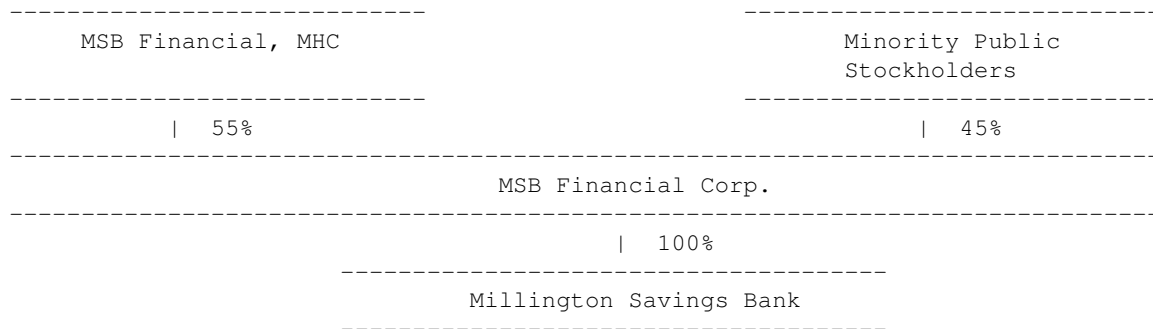 MSB Financial, MHC Minority Public
Stockholders
| 55% | 45%
MSB Financial Corp.
| 100%
Millington Savings Bank